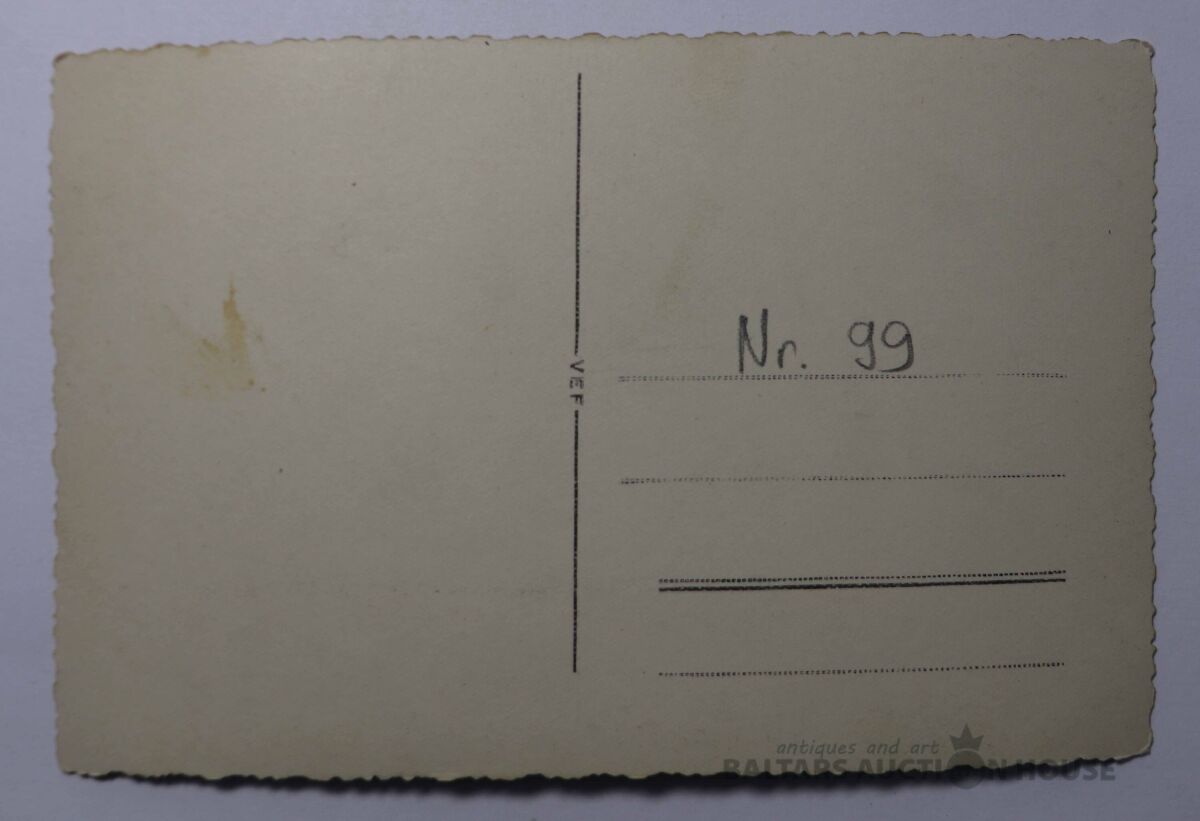 VEF
Nr. 99
antiques and art
BALTARS AUCTION HOUSE